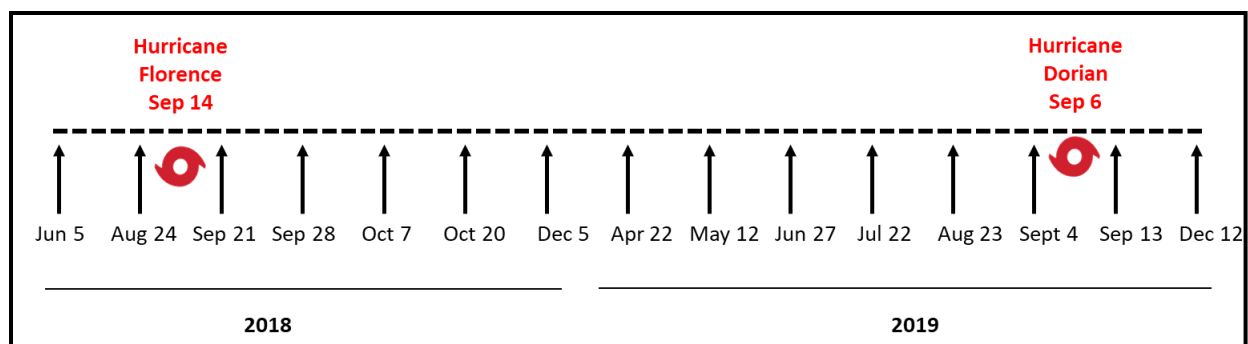 Hurricane
Florence
Sep 14
Hurricane
Dorian
Sep 6
Jun 5 Aug 24 Sep 21 Sep 28 Oct 7 Oct 20 Dec 5 Apr 22 May 12 Jun 27 Jul 22 Aug 23 Sept 4 Sep 13 Dec 12
2018 2019